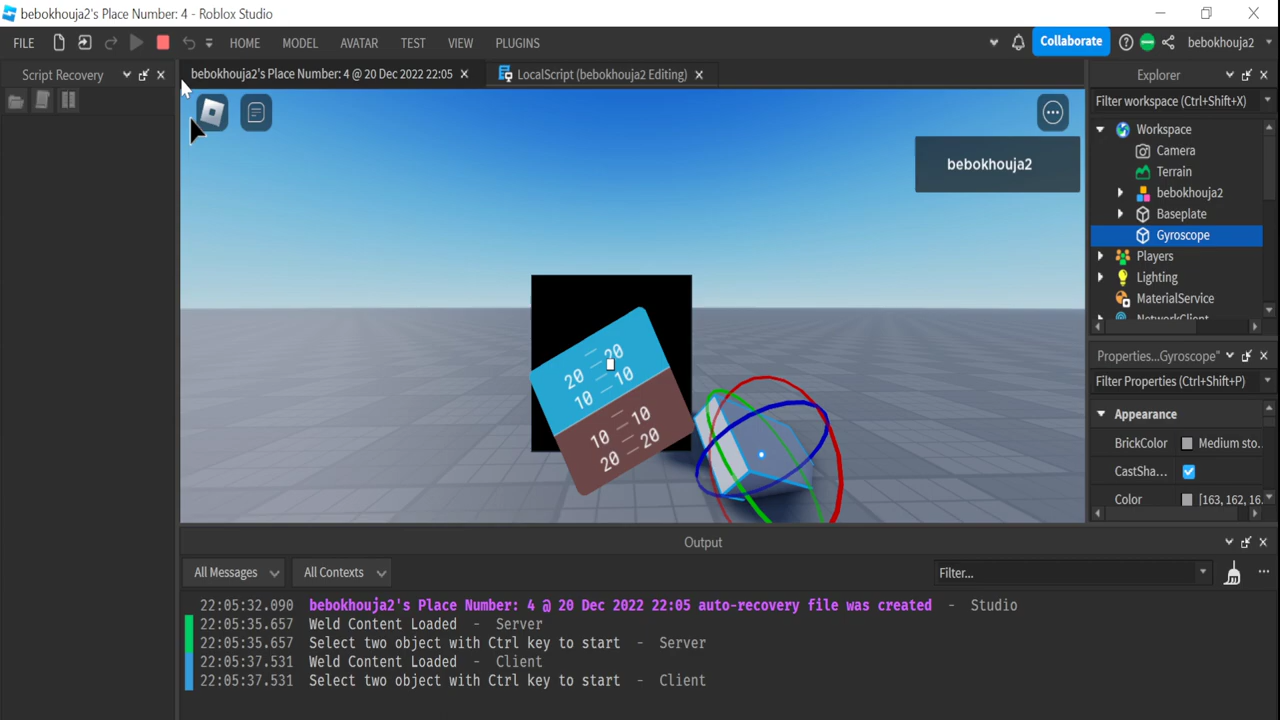 bebokhouja2's Place Number: 4 - Roblox Studio
FILE HOME MODEL AVATAR TEST VIEW PLUGINS Collaborate bebokhouja2
Script Recovery
bebokhouja2's Place Number: 4 @ 20 Dec 2022 22:05
LocalScript (bebokhouja2 Editing)
bebokhouja2
20 20
10 10
10 10
20 20
Explorer
Filter workspace (Ctrl+Shift+X)
Workspace
Camera
Terrain
bebokhouja2
Baseplate
Gyroscope
Players
Lighting
MaterialService
NetworkClient
Properties...Gyroscope"
Filter Properties (Ctrl+Shift+P)
Appearance
BrickColor Medium sto...
CastSha...
Color [163, 162, 16.
Output
All Messages All Contexts Filter...
22:05:32.090 bebokhouja2's Place Number: 4 @ 20 Dec 2022 22:05 auto-recovery file was created - Studio
22:05:35.657 Weld Content Loaded - Server
22:05:35.657 Select two object with Ctrl key to start - Server
22:05:37.531 Weld Content Loaded - Client
22:05:37.531 Select two object with Ctrl key to start - Client